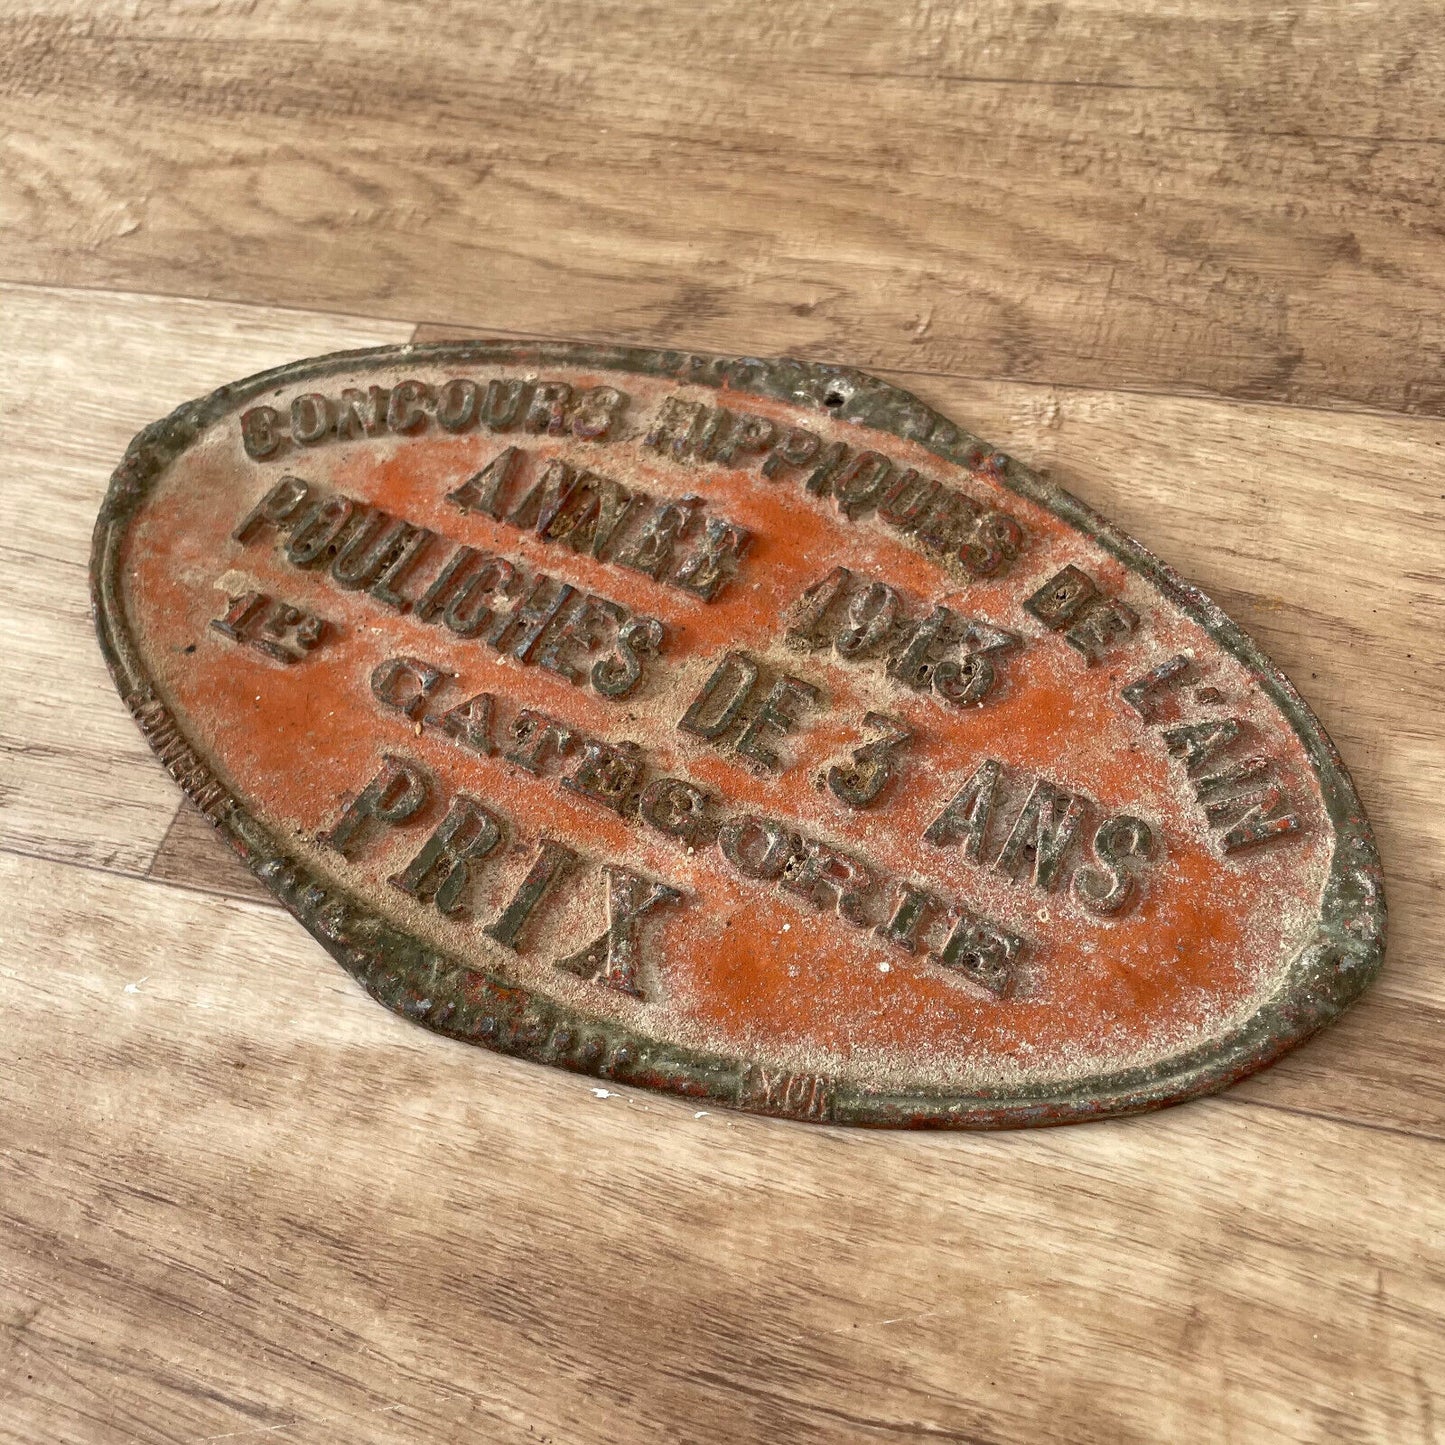 CONCOURS HIPPIQUES DE L'AIN
ANNÉE 1913
POULICHES DE 3 ANS
1RE CATÉGORIE
PRIX